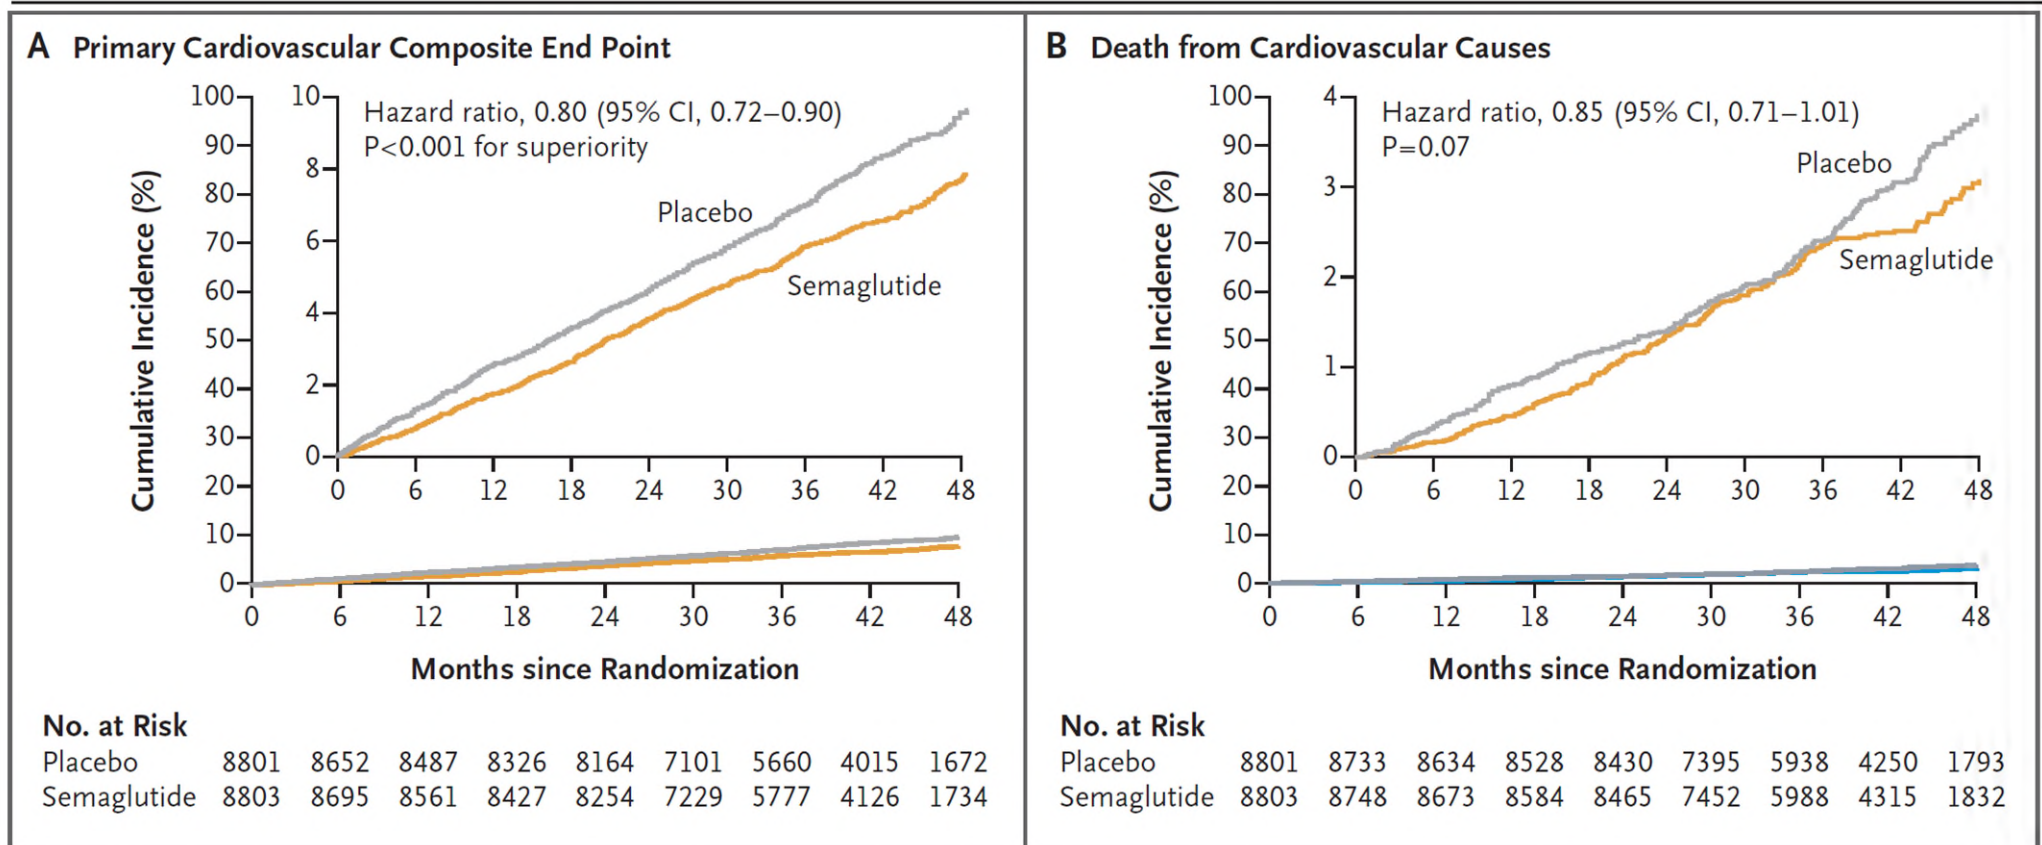 A Primary Cardiovascular Composite End Point
Cumulative Incidence (%)
100
90
80
70
60
50
40
30
20
10
0
10
8
6
4
2
0
Hazard ratio, 0.80 (95% CI, 0.72–0.90)
P<0.001 for superiority
Placebo
Semaglutide
0 6 12 18 24 30 36 42 48
0 6 12 18 24 30 36 42 48
Months since Randomization
No. at Risk
Placebo 8801 8652 8487 8326 8164 7101 5660 4015 1672
Semaglutide 8803 8695 8561 8427 8254 7229 5777 4126 1734
B Death from Cardiovascular Causes
Cumulative Incidence (%)
100
90
80
70
60
50
40
30
20
10
0
4
3
2
1
0
Hazard ratio, 0.85 (95% CI, 0.71–1.01)
P=0.07
Placebo
Semaglutide
0 6 12 18 24 30 36 42 48
0 6 12 18 24 30 36 42 48
Months since Randomization
No. at Risk
Placebo 8801 8733 8634 8528 8430 7395 5938 4250 1793
Semaglutide 8803 8748 8673 8584 8465 7452 5988 4315 1832